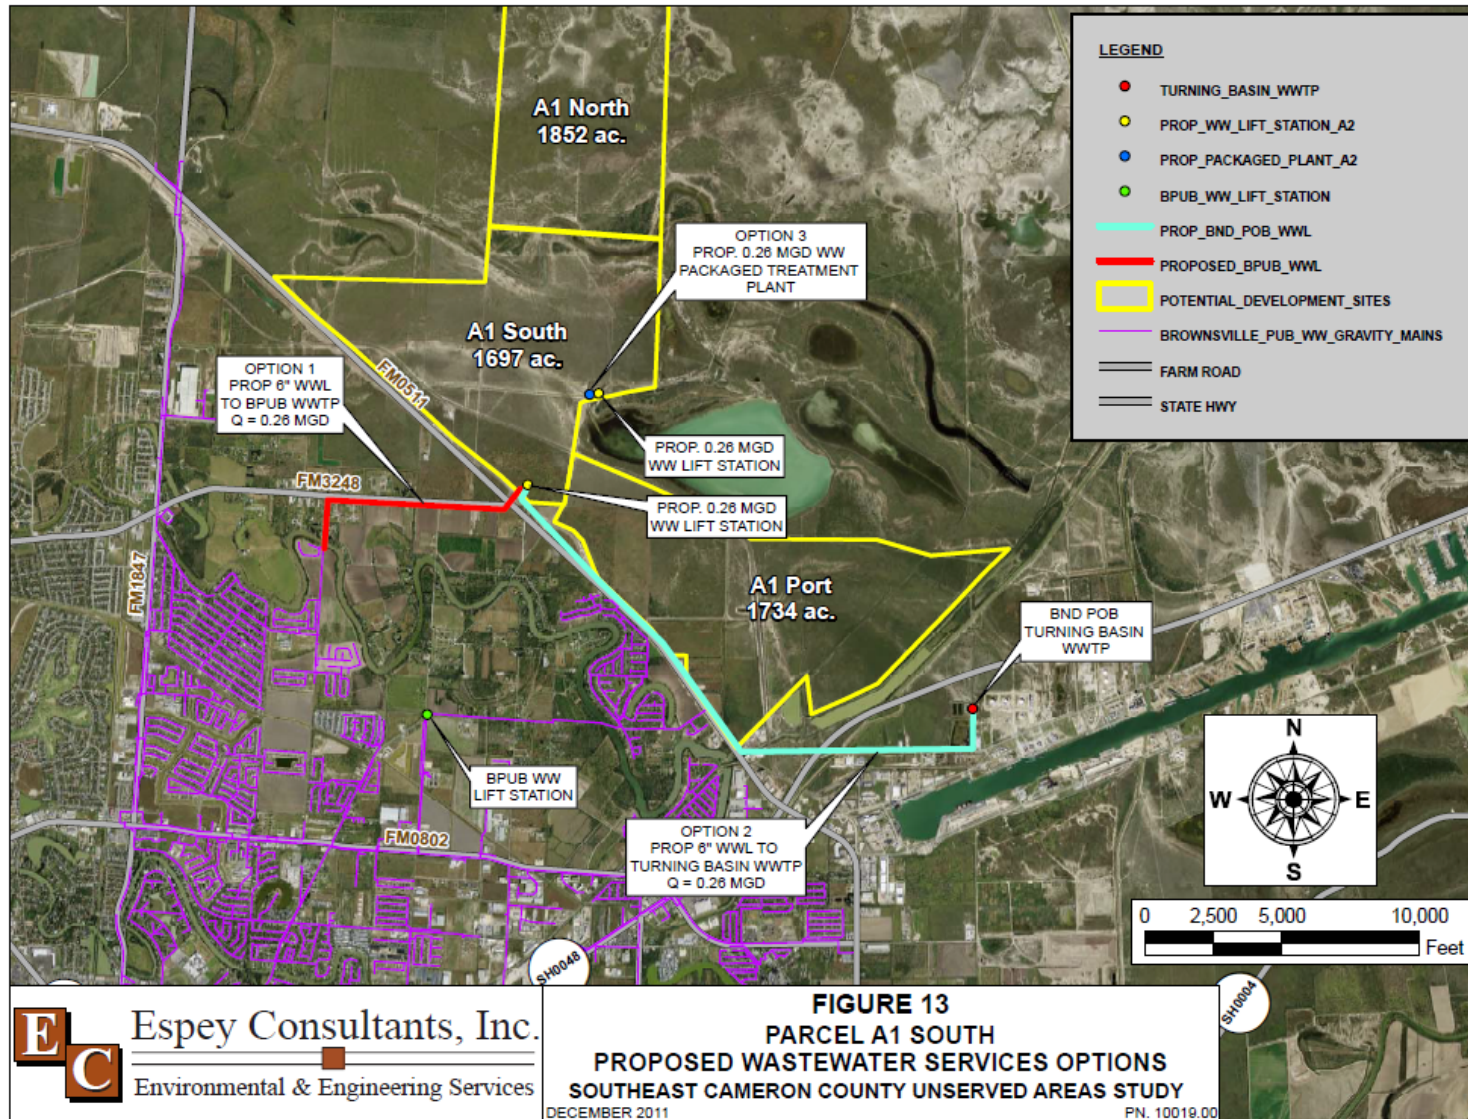 A1 North
1852 ac.
OPTION 3
PROP. 0.26 MGD WW
PACKAGED TREATMENT
PLANT
A1 South
1697 ac.
OPTION 1
PROP 6" WWL
TO BPUB WWTP
Q = 0.26 MGD
FM0511
PROP. 0.26 MGD
WW LIFT STATION
FM3248
PROP. 0.26 MGD
WW LIFT STATION
FM1847
A1 Port
1734 ac.
BND POB
TURNING BASIN
WWTP
BPUB WW
LIFT STATION
FM0802
OPTION 2
PROP 6" WWL TO
TURNING BASIN WWTP
Q = 0.26 MGD
SH0048
SH0004
LEGEND
TURNING_BASIN_WWTP
PROP_WW_LIFT_STATION_A2
PROP_PACKAGED_PLANT_A2
BPUB_WW_LIFT_STATION
PROP_BND_POB_WWL
PROPOSED_BPUB_WWL
POTENTIAL_DEVELOPMENT_SITES
BROWNSVILLE_PUB_WW_GRAVITY_MAINS
FARM ROAD
STATE HWY
N
W E
S
0 2,500 5,000 10,000
Feet
EC
Espey Consultants, Inc.
Environmental & Engineering Services
FIGURE 13
PARCEL A1 SOUTH
PROPOSED WASTEWATER SERVICES OPTIONS
SOUTHEAST CAMERON COUNTY UNSERVED AREAS STUDY
DECEMBER 2011 PN. 10019.00